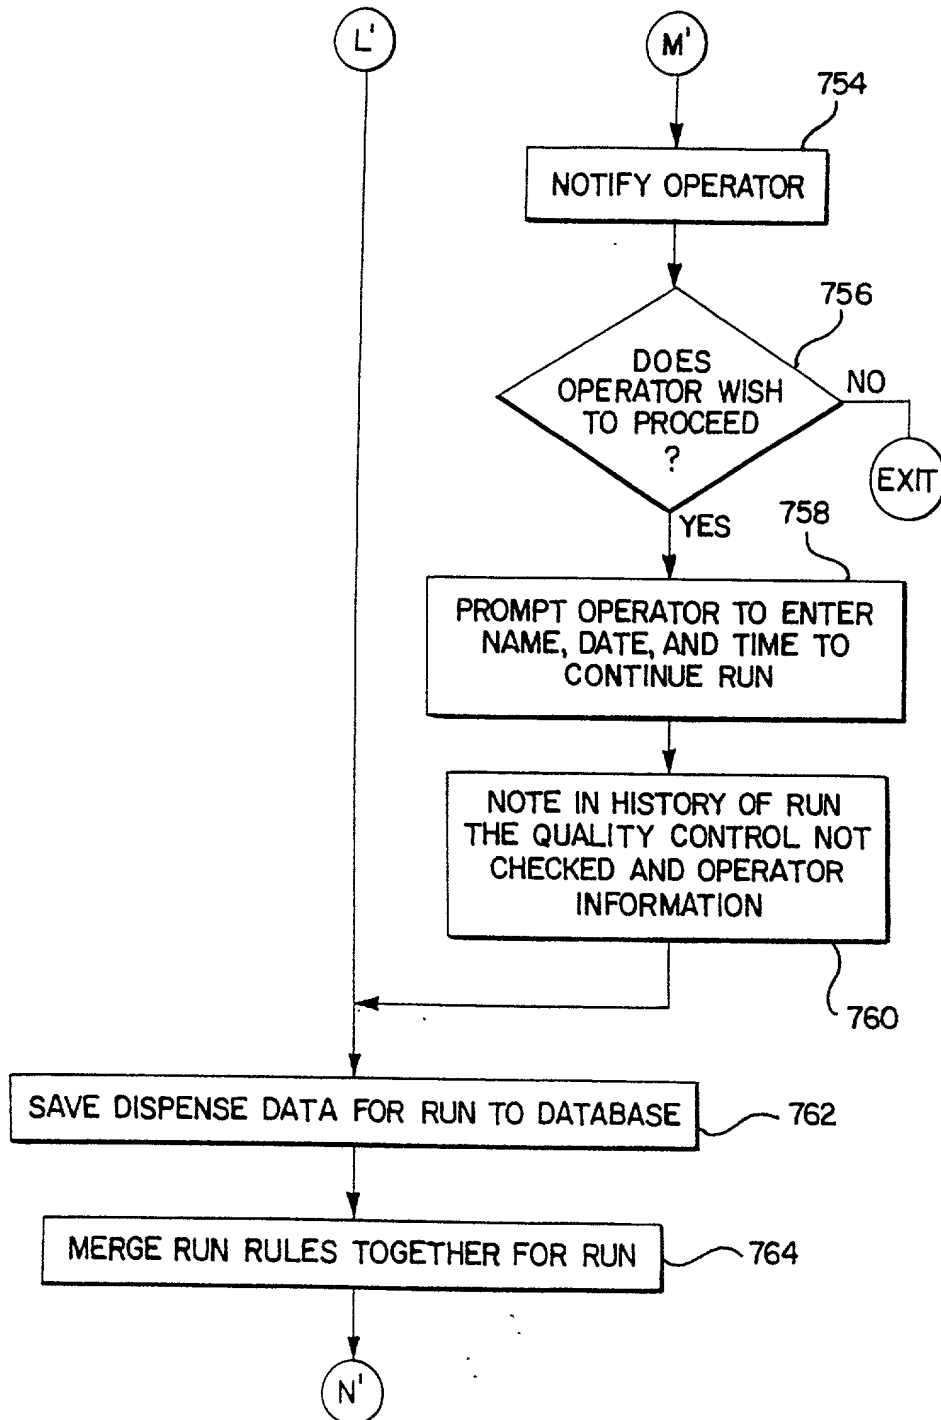 L'
M'
754
NOTIFY OPERATOR
756
DOES
OPERATOR WISH
TO PROCEED
?
NO
EXIT
YES
758
PROMPT OPERATOR TO ENTER
NAME, DATE, AND TIME TO
CONTINUE RUN
NOTE IN HISTORY OF RUN
THE QUALITY CONTROL NOT
CHECKED AND OPERATOR
INFORMATION
760
SAVE DISPENSE DATA FOR RUN TO DATABASE
762
MERGE RUN RULES TOGETHER FOR RUN
764
N'